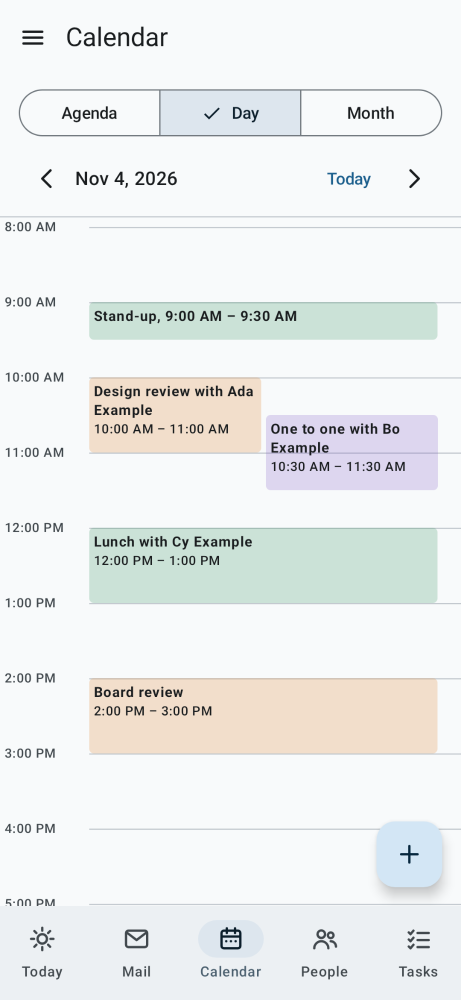 Calendar
Agenda
Day
Month
Nov 4, 2026
Today
8:00 AM
9:00 AM
Stand-up, 9:00 AM – 9:30 AM
10:00 AM
Design review with Ada
Example
10:00 AM – 11:00 AM
One to one with Bo
Example
10:30 AM – 11:30 AM
11:00 AM
12:00 PM
Lunch with Cy Example
12:00 PM – 1:00 PM
1:00 PM
2:00 PM
Board review
2:00 PM – 3:00 PM
3:00 PM
4:00 PM
5:00 PM
Today
Mail
Calendar
People
Tasks